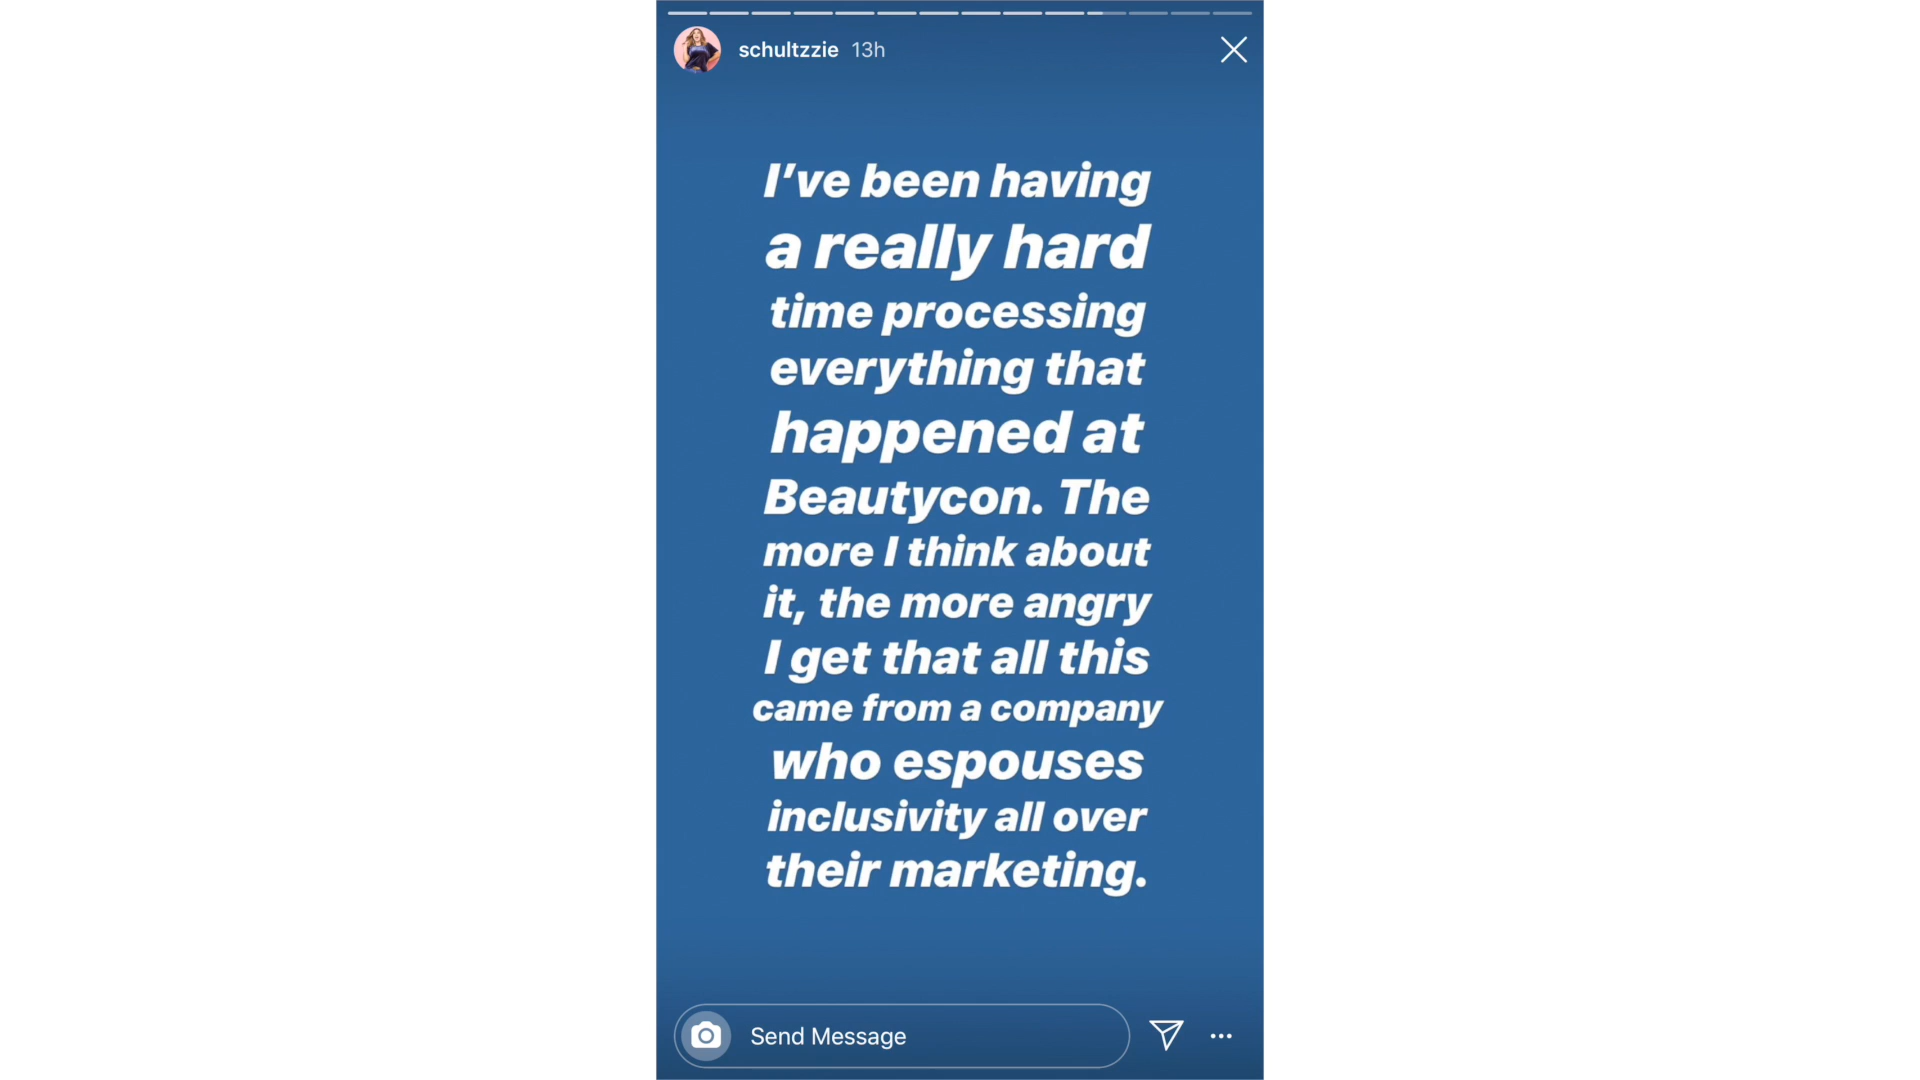 schultzzie 13h
I’ve been having
a really hard
time processing
everything that
happened at
Beautycon. The
more I think about
it, the more angry
I get that all this
came from a company
who espouses
inclusivity all over
their marketing.
Send Message